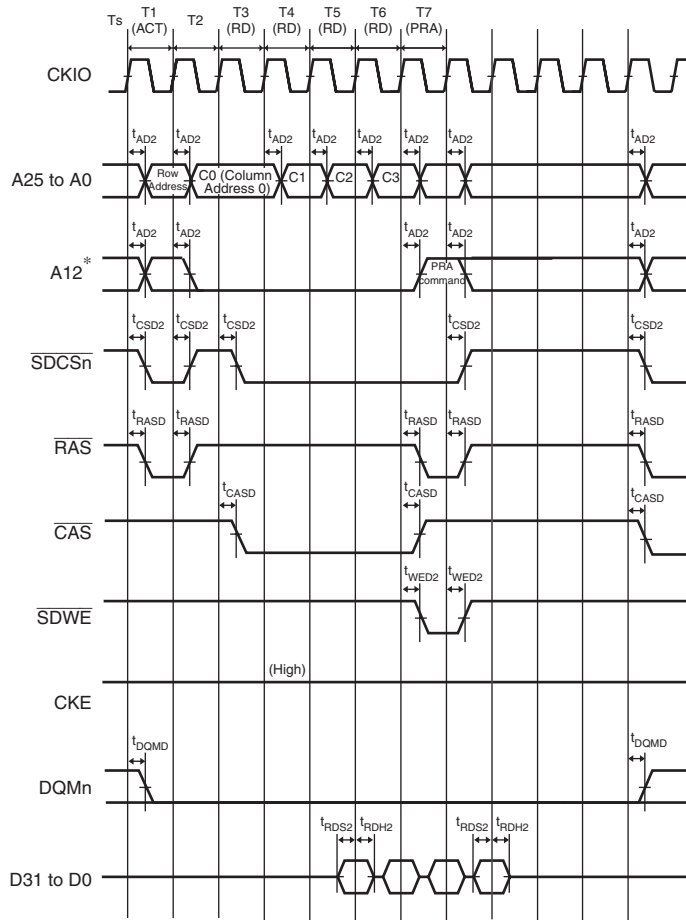 Ts T1 T2 T3 T4 T5 T6 T7
(ACT) (RD) (RD) (RD) (RD) (PRA)
CKIO
tAD2 tAD2 tAD2 tAD2 tAD2 tAD2 tAD2 tAD2
A25 to A0 Row Address C0 (Column Address 0) C1 C2 C3
tAD2 tAD2 tAD2 tAD2 tAD2
A12* PRA command
tCSD2 tCSD2 tCSD2 tCSD2 tCSD2
SDCSn
tRASD tRASD tRASD tRASD tRASD
RAS
tCASD tCASD tCASD
CAS
tWED2 tWED2
SDWE
(High)
CKE
tDQMD tDQMD
DQMn
tRDS2 tRDH2 tRDS2 tRDH2
D31 to D0